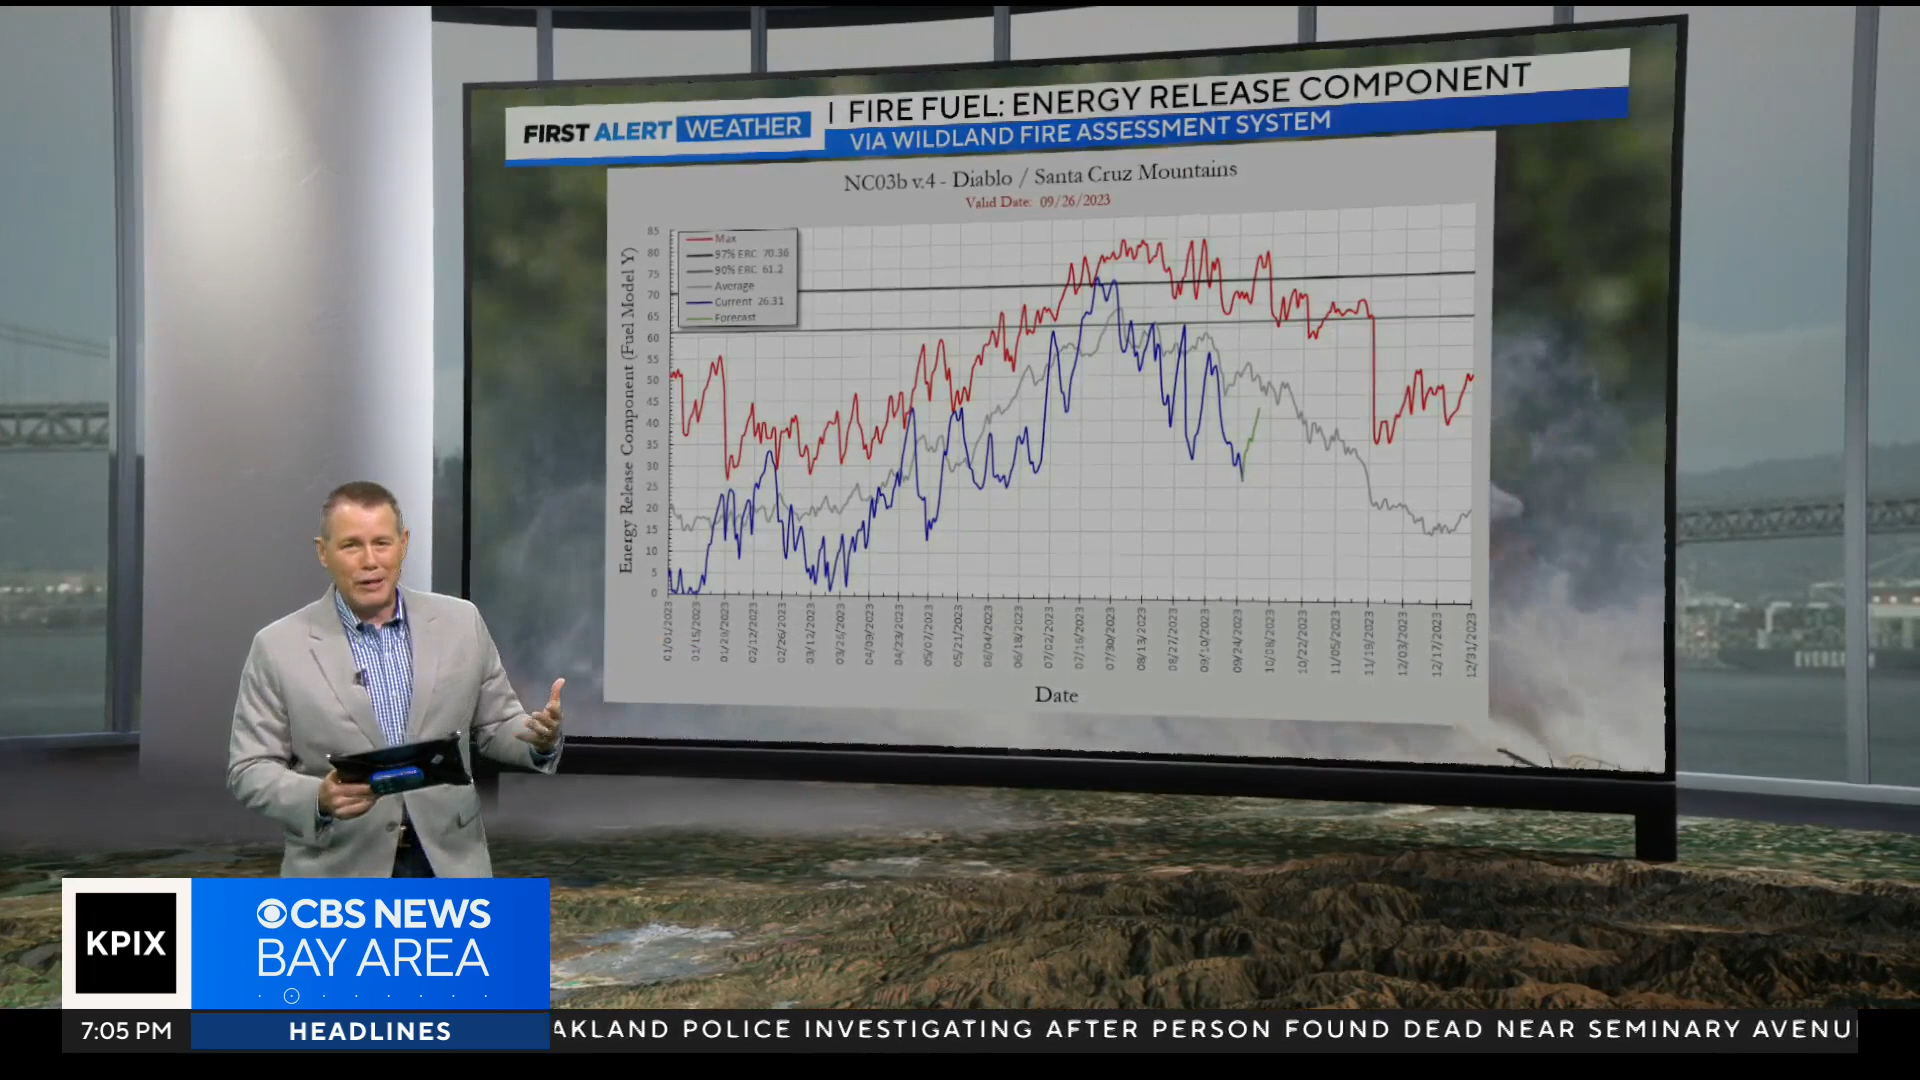 FIRST ALERT WEATHER
FIRE FUEL: ENERGY RELEASE COMPONENT
VIA WILDLAND FIRE ASSESSMENT SYSTEM
NC03b v.4 - Diablo / Santa Cruz Mountains
Valid Date: 09/26/2023
Max
97% ERC 70.36
90% ERC 61.2
Average
Current 26.31
Forecast
Energy Release Component (Fuel Model Y)
85
80
75
70
65
60
55
50
45
40
35
30
25
20
15
10
5
0
01/01/2023
01/15/2023
01/29/2023
02/12/2023
02/26/2023
03/12/2023
03/26/2023
04/09/2023
04/23/2023
05/07/2023
05/21/2023
06/04/2023
06/18/2023
07/02/2023
07/16/2023
07/30/2023
08/13/2023
08/27/2023
09/10/2023
09/24/2023
10/08/2023
10/22/2023
11/05/2023
11/19/2023
12/03/2023
12/17/2023
12/31/2023
Date
EVERGREEN
KPIX
CBS NEWS
BAY AREA
7:05 PM
HEADLINES
AKLAND POLICE INVESTIGATING AFTER PERSON FOUND DEAD NEAR SEMINARY AVENU